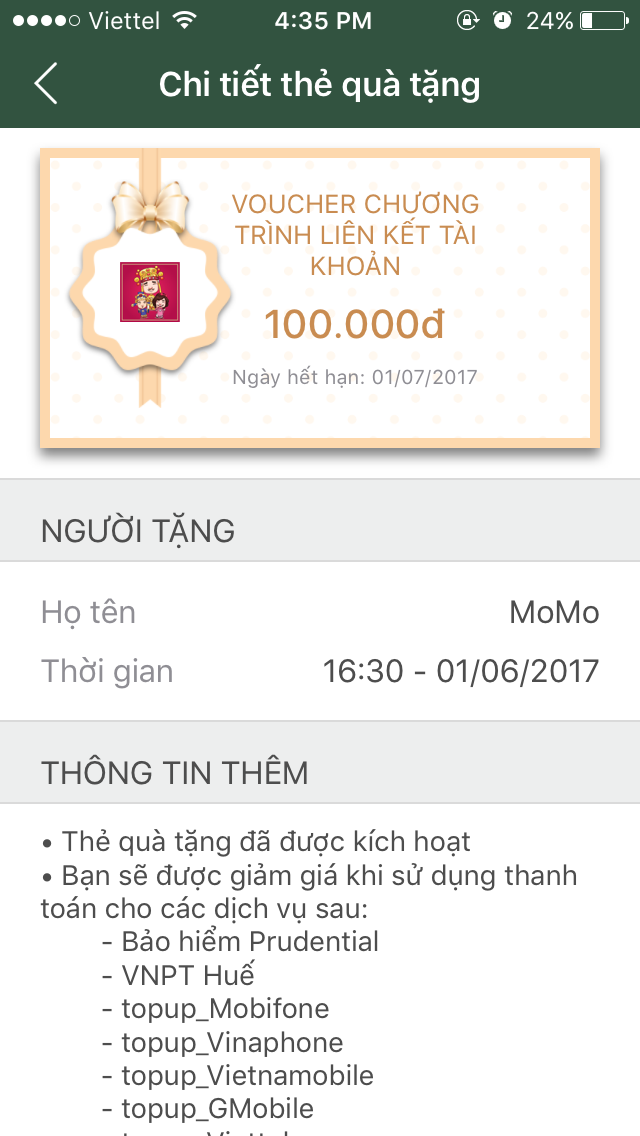 Viettel 4:35 PM 24%
Chi tiết thẻ quà tặng
VOUCHER CHƯƠNG
TRÌNH LIÊN KẾT TÀI
KHOẢN
100.000đ
Ngày hết hạn: 01/07/2017
NGƯỜI TẶNG
Họ tên MoMo
Thời gian 16:30 - 01/06/2017
THÔNG TIN THÊM
• Thẻ quà tặng đã được kích hoạt
• Bạn sẽ được giảm giá khi sử dụng thanh
toán cho các dịch vụ sau:
- Bảo hiểm Prudential
- VNPT Huế
- topup_Mobifone
- topup_Vinaphone
- topup_Vietnamobile
- topup_GMobile